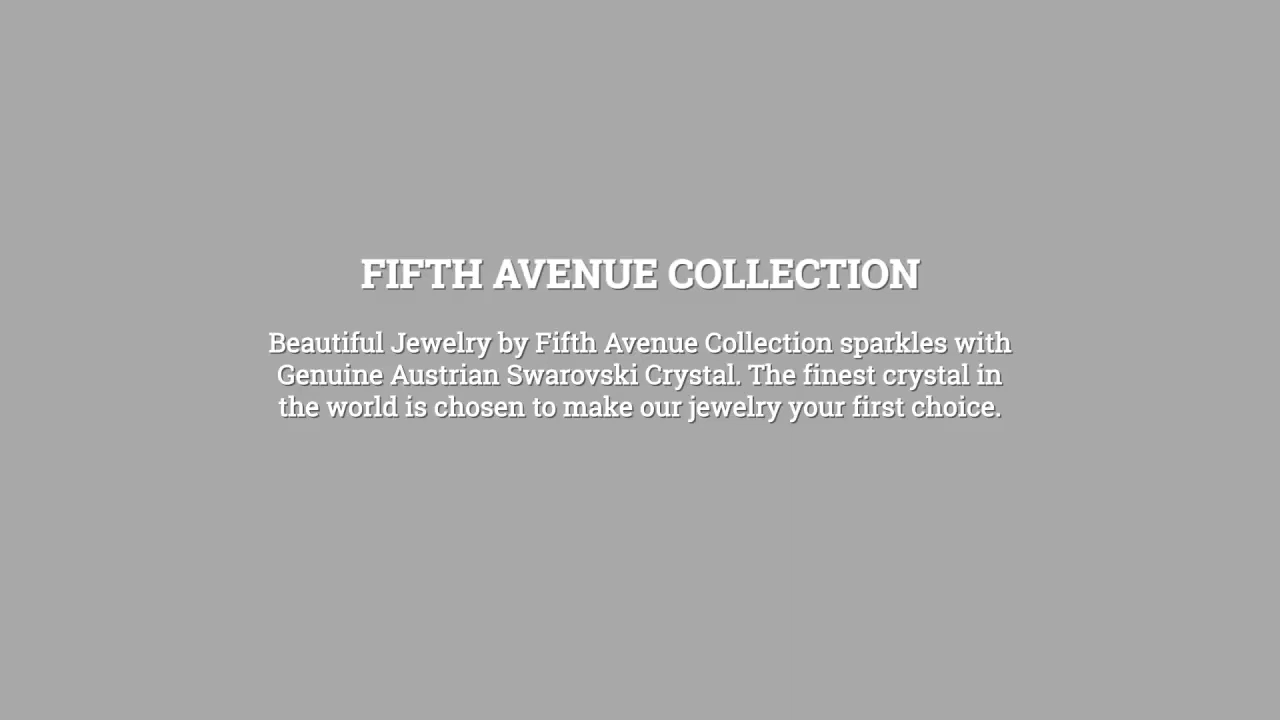 FIFTH AVENUE COLLECTION
Beautiful Jewelry by Fifth Avenue Collection sparkles with
Genuine Austrian Swarovski Crystal. The finest crystal in
the world is chosen to make our jewelry your first choice.